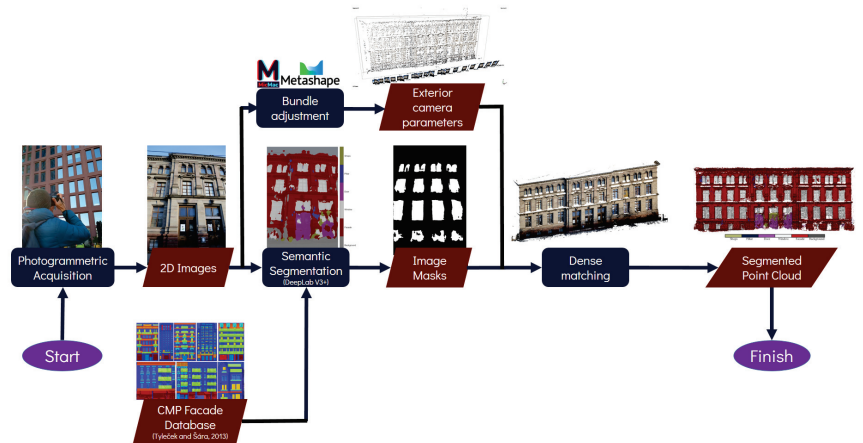 MicMac
Metashape
Bundle
adjustment
Exterior
camera
parameters
Photogrammetric
Acquisition
2D Images
Semantic
Segmentation
(DeepLab V3+)
Image
Masks
Dense
matching
Segmented
Point Cloud
Start
Finish
CMP Facade
Database
(Tyleček and Šára, 2013)